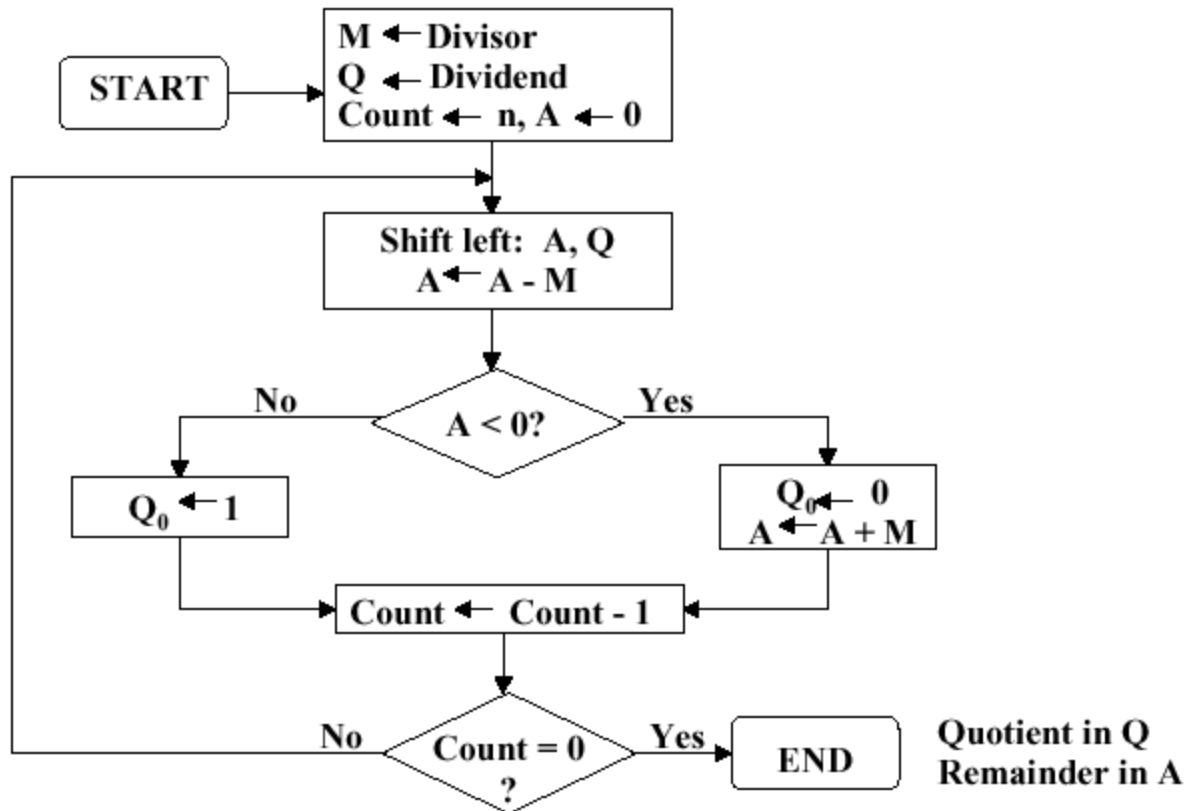 START
M ← Divisor
Q ← Dividend
Count ← n, A ← 0
Shift left: A, Q
A ← A - M
No
A < 0?
Yes
Q₀ ← 1
Q₀ ← 0
A ← A + M
Count ← Count - 1
No
Count = 0
?
Yes
END
Quotient in Q
Remainder in A